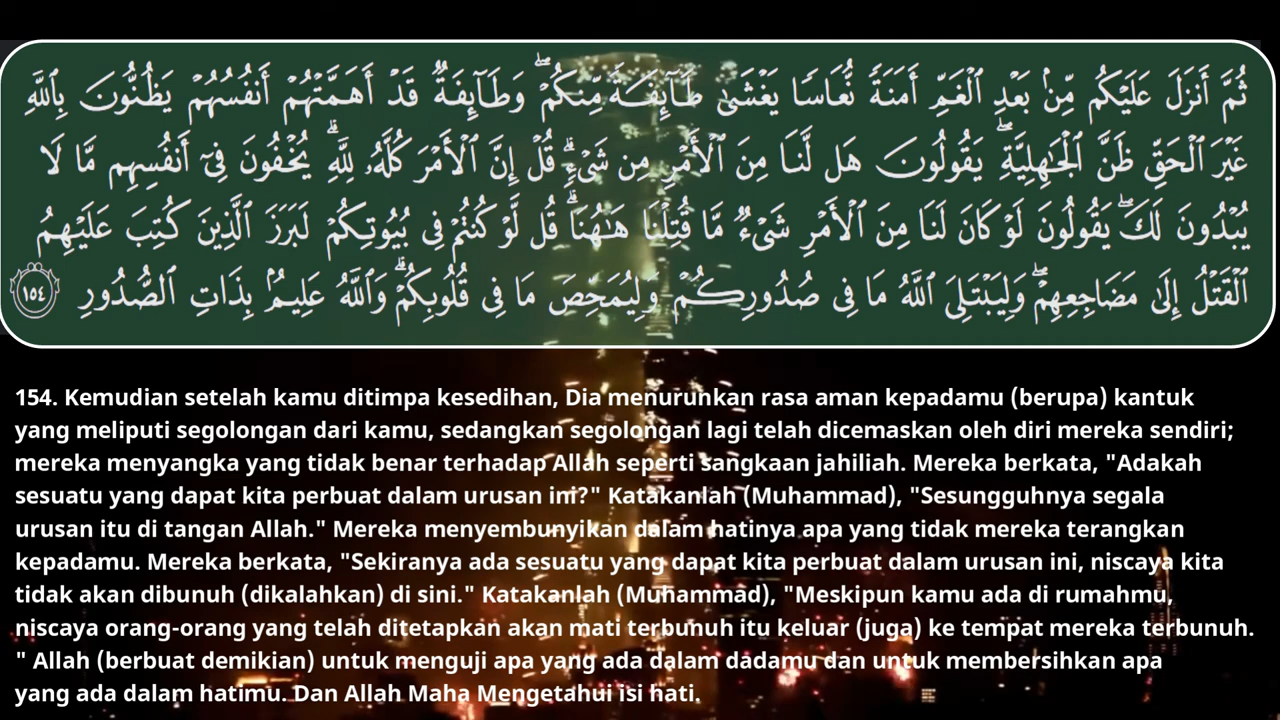 ثُمَّ أَنزَلَ عَلَيْكُم مِّنۢ بَعْدِ ٱلْغَمِّ أَمَنَةً نُّعَاسًا يَغْشَىٰ طَآئِفَةً مِّنكُمْ ۖ وَطَآئِفَةٌ قَدْ أَهَمَّتْهُمْ أَنفُسُهُمْ يَظُنُّونَ بِٱللَّهِ
غَيْرَ ٱلْحَقِّ ظَنَّ ٱلْجَٰهِلِيَّةِ ۖ يَقُولُونَ هَل لَّنَا مِنَ ٱلْأَمْرِ مِن شَىْءٍ ۗ قُلْ إِنَّ ٱلْأَمْرَ كُلَّهُۥ لِلَّهِ ۗ يُخْفُونَ فِىٓ أَنفُسِهِم مَّا لَا
يُبْدُونَ لَكَ ۖ يَقُولُونَ لَوْ كَانَ لَنَا مِنَ ٱلْأَمْرِ شَىْءٌ مَّا قُتِلْنَا هَٰهُنَا ۗ قُل لَّوْ كُنتُمْ فِى بُيُوتِكُمْ لَبَرَزَ ٱلَّذِينَ كُتِبَ عَلَيْهِمُ
ٱلْقَتْلُ إِلَىٰ مَضَاجِعِهِمْ ۖ وَلِيَبْتَلِىَ ٱللَّهُ مَا فِى صُدُورِكُمْ وَلِيُمَحِّصَ مَا فِى قُلُوبِكُمْ ۗ وَٱللَّهُ عَلِيمٌۢ بِذَاتِ ٱلصُّدُورِ ١٥٤
154. Kemudian setelah kamu ditimpa kesedihan, Dia menurunkan rasa aman kepadamu (berupa) kantuk
yang meliputi segolongan dari kamu, sedangkan segolongan lagi telah dicemaskan oleh diri mereka sendiri;
mereka menyangka yang tidak benar terhadap Allah seperti sangkaan jahiliah. Mereka berkata, "Adakah
sesuatu yang dapat kita perbuat dalam urusan ini?" Katakanlah (Muhammad), "Sesungguhnya segala
urusan itu di tangan Allah." Mereka menyembunyikan dalam hatinya apa yang tidak mereka terangkan
kepadamu. Mereka berkata, "Sekiranya ada sesuatu yang dapat kita perbuat dalam urusan ini, niscaya kita
tidak akan dibunuh (dikalahkan) di sini." Katakanlah (Muhammad), "Meskipun kamu ada di rumahmu,
niscaya orang-orang yang telah ditetapkan akan mati terbunuh itu keluar (juga) ke tempat mereka terbunuh.
" Allah (berbuat demikian) untuk menguji apa yang ada dalam dadamu dan untuk membersihkan apa
yang ada dalam hatimu. Dan Allah Maha Mengetahui isi hati.